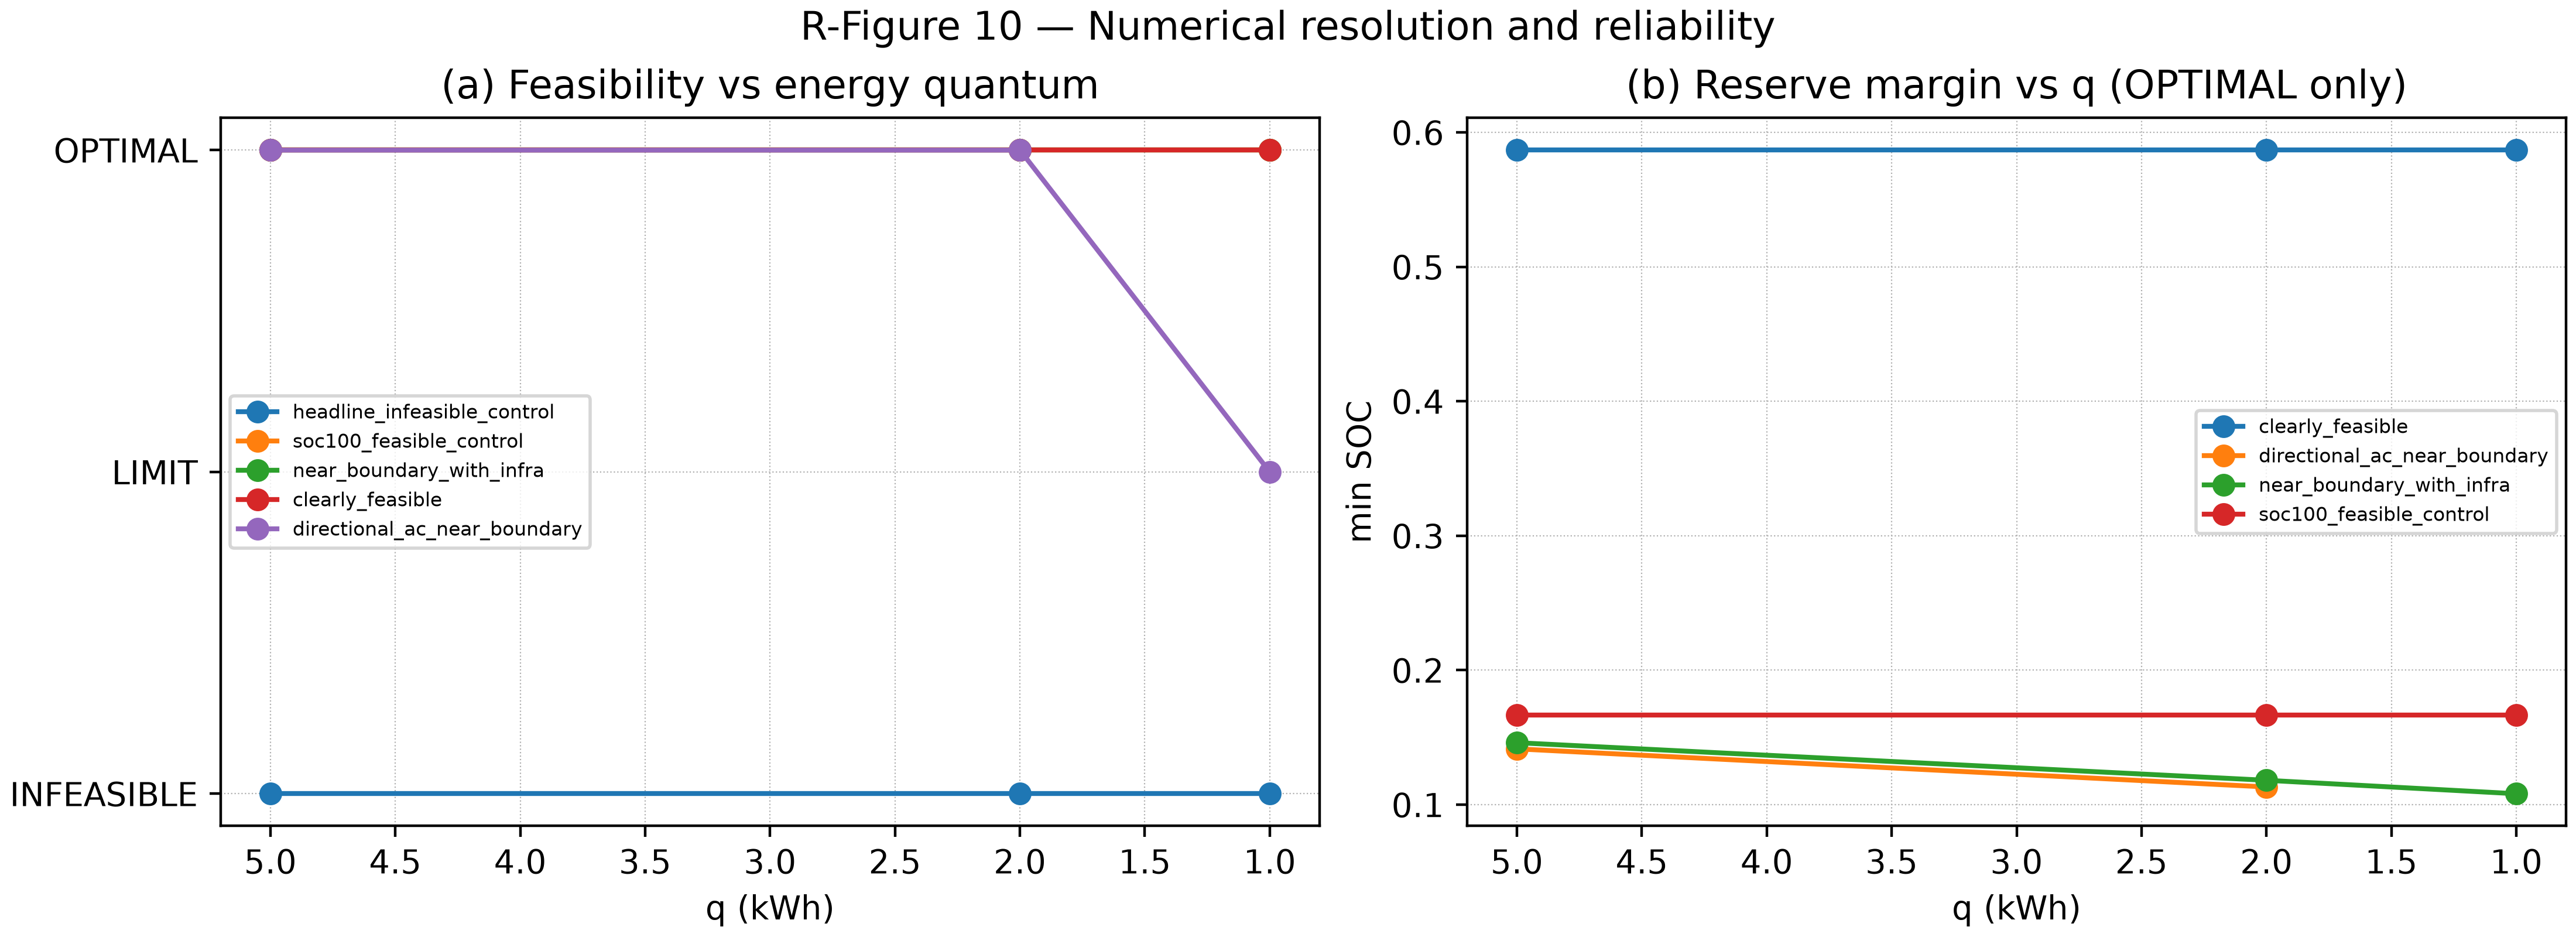 R-Figure 10 — Numerical resolution and reliability
(a) Feasibility vs energy quantum
OPTIMAL
LIMIT
INFEASIBLE
headline_infeasible_control
soc100_feasible_control
near_boundary_with_infra
clearly_feasible
directional_ac_near_boundary
5.0 4.5 4.0 3.5 3.0 2.5 2.0 1.5 1.0
q (kWh)
(b) Reserve margin vs q (OPTIMAL only)
min SOC
0.6
0.5
0.4
0.3
0.2
0.1
clearly_feasible
directional_ac_near_boundary
near_boundary_with_infra
soc100_feasible_control
5.0 4.5 4.0 3.5 3.0 2.5 2.0 1.5 1.0
q (kWh)